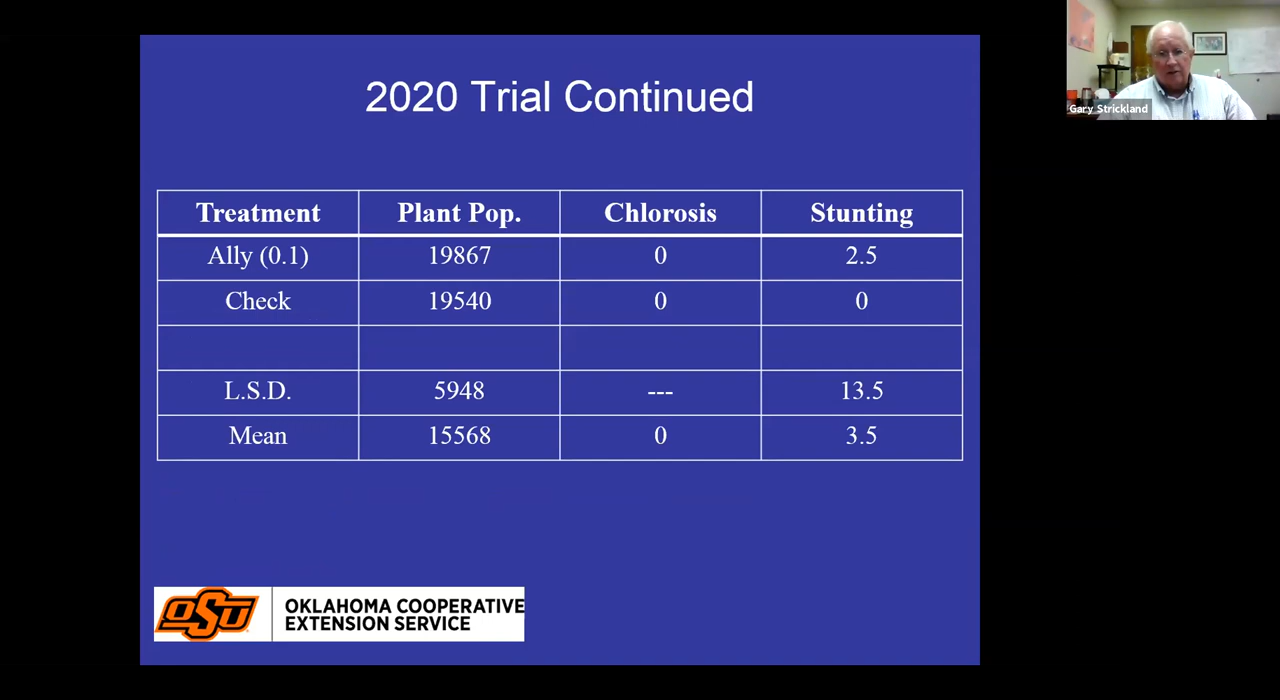 2020 Trial Continued
Treatment Plant Pop. Chlorosis Stunting
Ally (0.1) 19867 0 2.5
Check 19540 0 0
L.S.D. 5948 --- 13.5
Mean 15568 0 3.5
OSU
OKLAHOMA COOPERATIVE
EXTENSION SERVICE
Gary Strickland